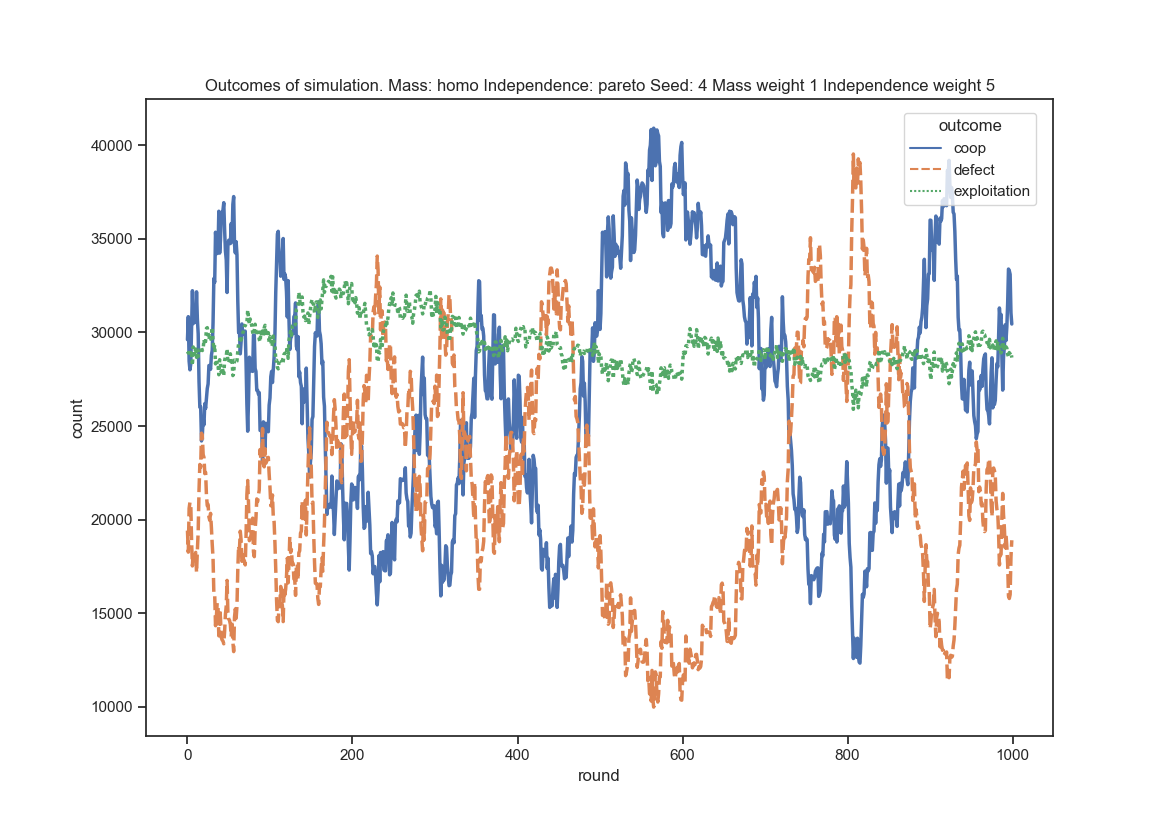 Outcomes of simulation. Mass: homo Independence: pareto Seed: 4 Mass weight 1 Independence weight 5
outcome
coop
defect
exploitation
40000
35000
30000
25000
20000
15000
10000
count
0 200 400 600 800 1000
round